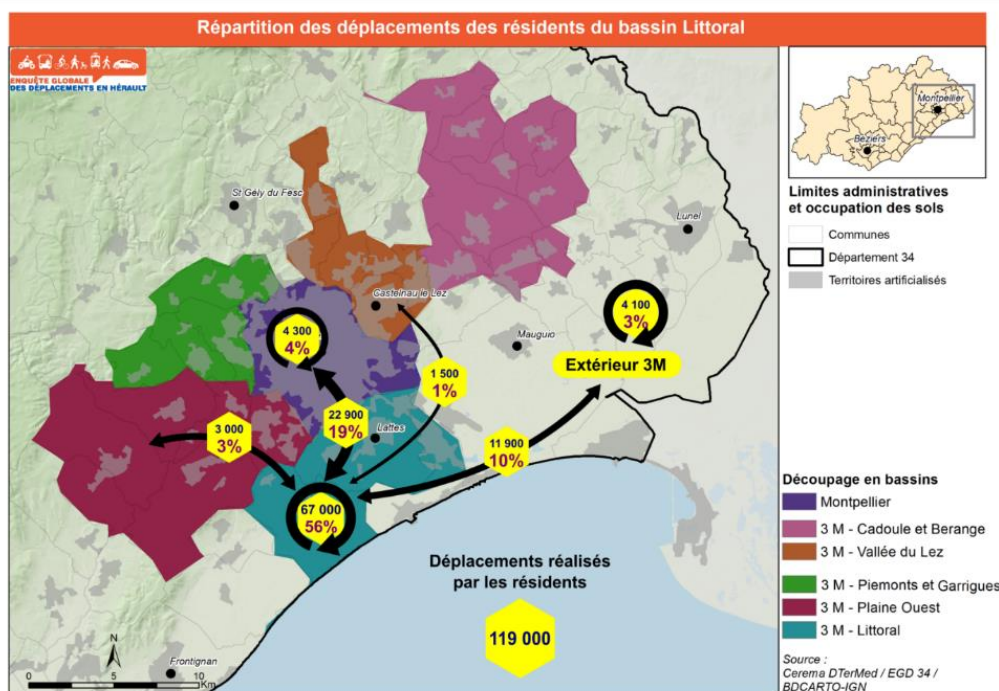 Répartition des déplacements des résidents du bassin Littoral
ENQUÊTE GLOBALE
DES DÉPLACEMENTS EN HÉRAULT
St Gély du Fesc
Lunel
Castelnau le Lez
Mauguio
4 300
4%
4 100
3%
Extérieur 3M
1 500
1%
22 900
19%
Lattes
3 000
3%
11 900
10%
67 000
56%
Déplacements réalisés
par les résidents
119 000
N
Frontignan
0
5
10
Km
Montpellier
Béziers
Limites administratives
et occupation des sols
Communes
Département 34
Territoires artificialisés
Découpage en bassins
Montpellier
3 M - Cadoule et Berange
3 M - Vallée du Lez
3 M - Piemonts et Garrigues
3 M - Plaine Ouest
3 M - Littoral
Source :
Cerema DTerMed / EGD 34 /
BDCARTO-IGN